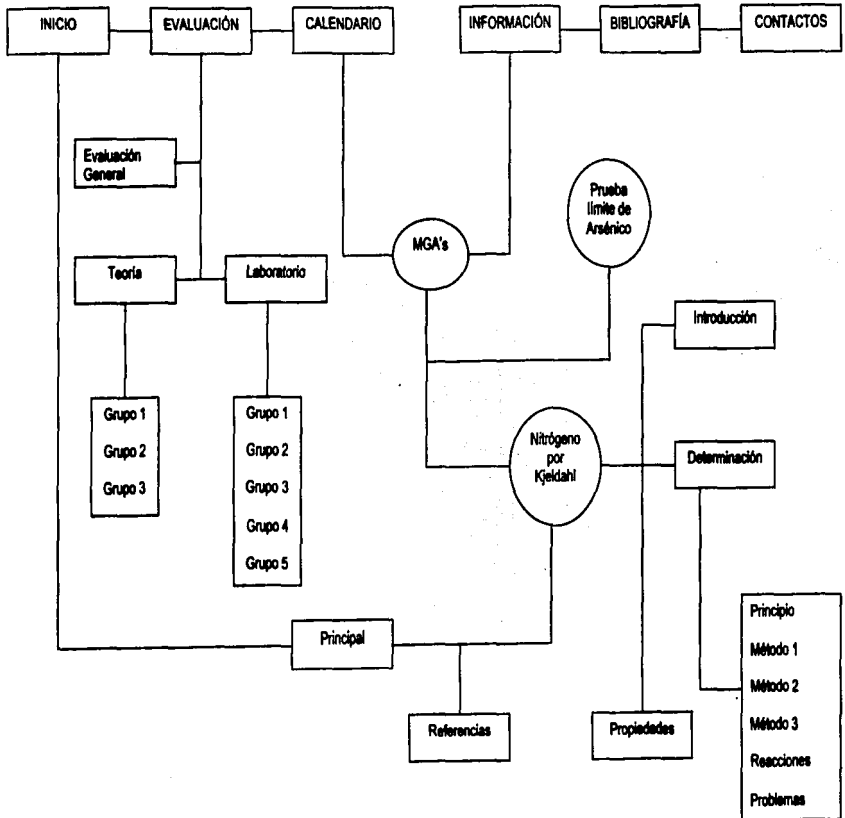 INICIO
EVALUACIÓN
CALENDARIO
INFORMACIÓN
BIBLIOGRAFÍA
CONTACTOS
Evaluación
General
Prueba
límite de
Arsénico
MGA's
Teoría
Laboratorio
Introducción
Grupo 1
Grupo 2
Grupo 3
Grupo 1
Grupo 2
Grupo 3
Grupo 4
Grupo 5
Nitrógeno
por
Kjeldahl
Determinación
Principal
Referencias
Propiedades
Principio
Método 1
Método 2
Método 3
Reacciones
Problemas